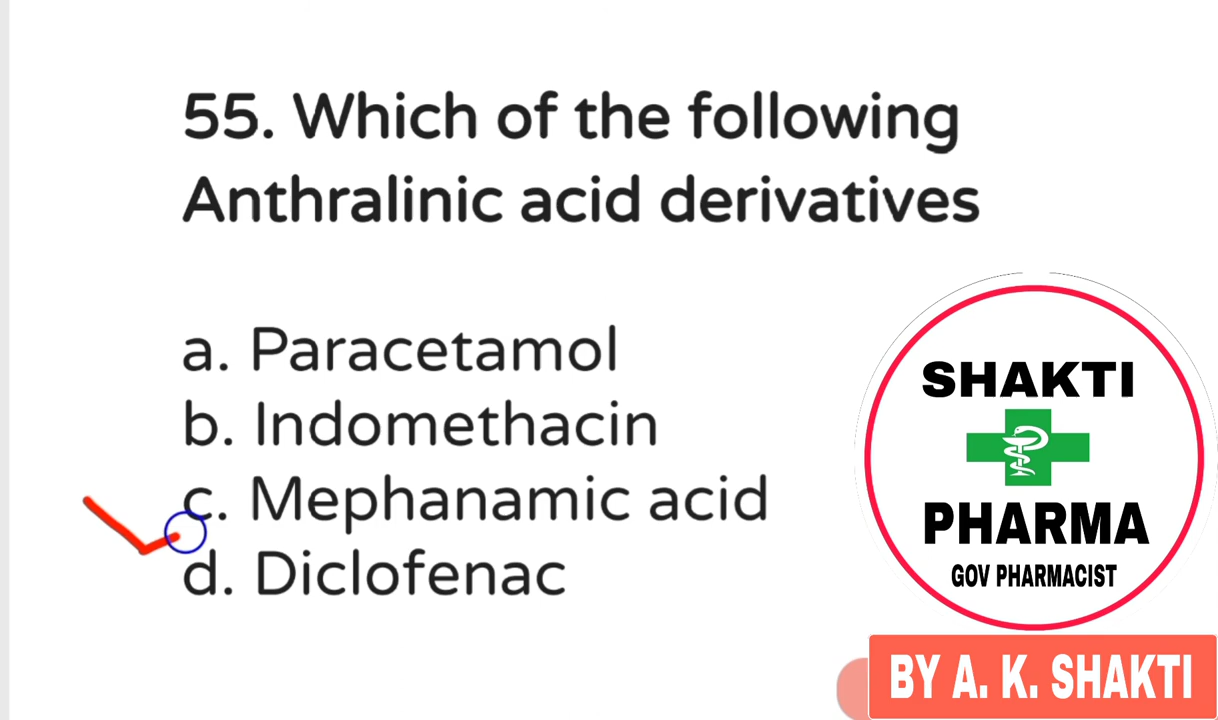 55. Which of the following
Anthralinic acid derivatives
a. Paracetamol
b. Indomethacin
c. Mephanamic acid
d. Diclofenac
SHAKTI
PHARMA
GOV PHARMACIST
BY A. K. SHAKTI